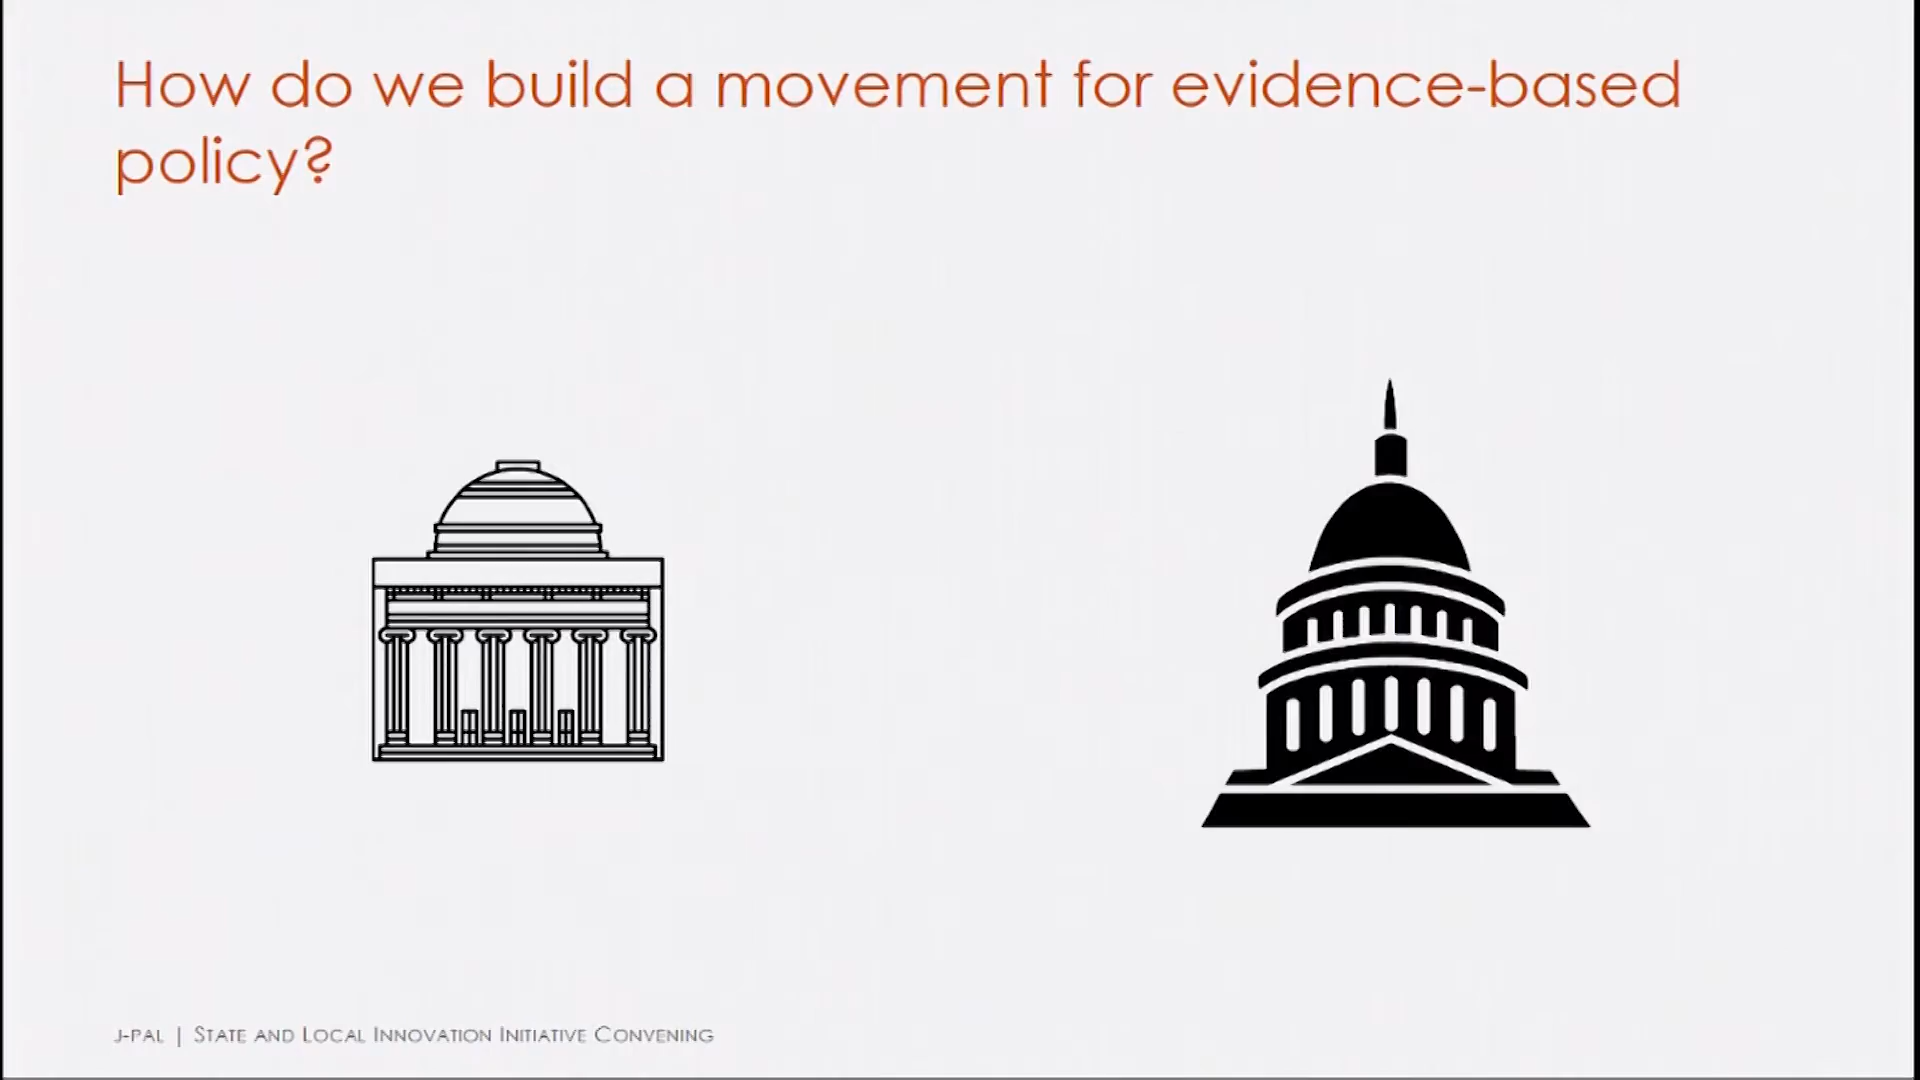 How do we build a movement for evidence-based
policy?
J-PAL | STATE AND LOCAL INNOVATION INITIATIVE CONVENING